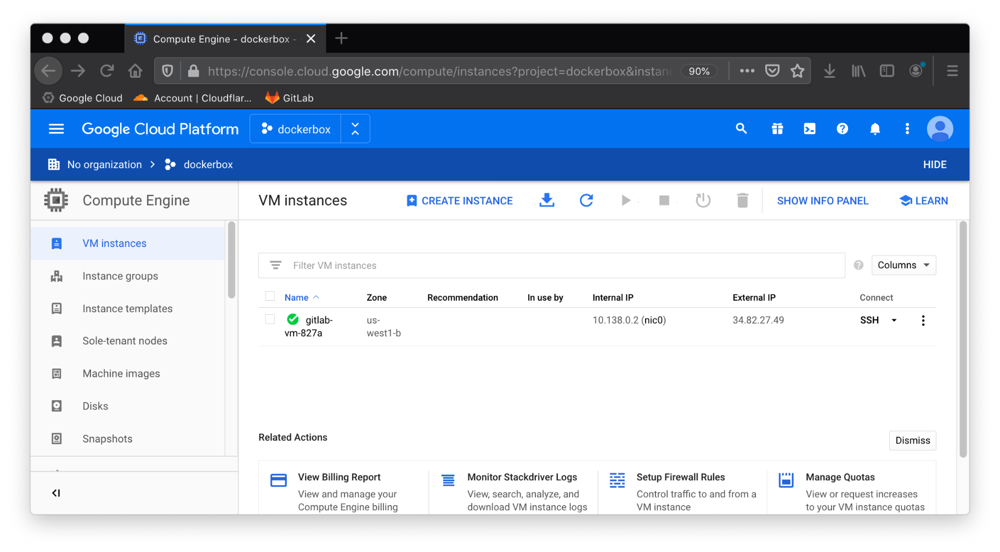 Compute Engine - dockerbox -
https://console.cloud.google.com/compute/instances?project=dockerbox&instanc
90%
Google Cloud
Account | Cloudflar...
GitLab
Google Cloud Platform
dockerbox
No organization
dockerbox
HIDE
Compute Engine
VM instances
CREATE INSTANCE
SHOW INFO PANEL
LEARN
VM instances
Instance groups
Instance templates
Sole-tenant nodes
Machine images
Disks
Snapshots
Filter VM instances
Columns
Name Zone Recommendation In use by Internal IP External IP Connect
gitlab- us- 10.138.0.2 (nic0) 34.82.27.49 SSH
vm-827a west1-b
Related Actions
Dismiss
View Billing Report
View and manage your
Compute Engine billing
Monitor Stackdriver Logs
View, search, analyze, and
download VM instance logs
Setup Firewall Rules
Control traffic to and from a
VM instance
Manage Quotas
View or request increases
to your VM instance quotas